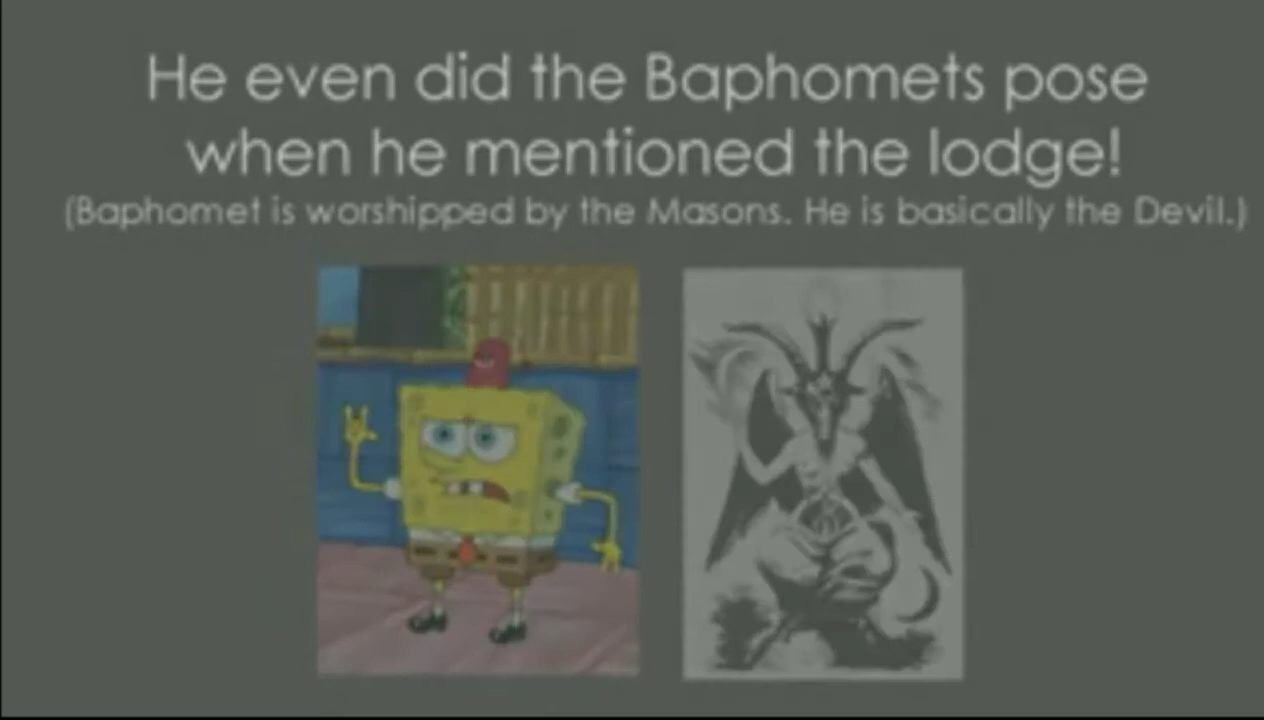 He even did the Baphomets pose
when he mentioned the lodge!
(Baphomet is worshipped by the Masons. He is basically the Devil.)